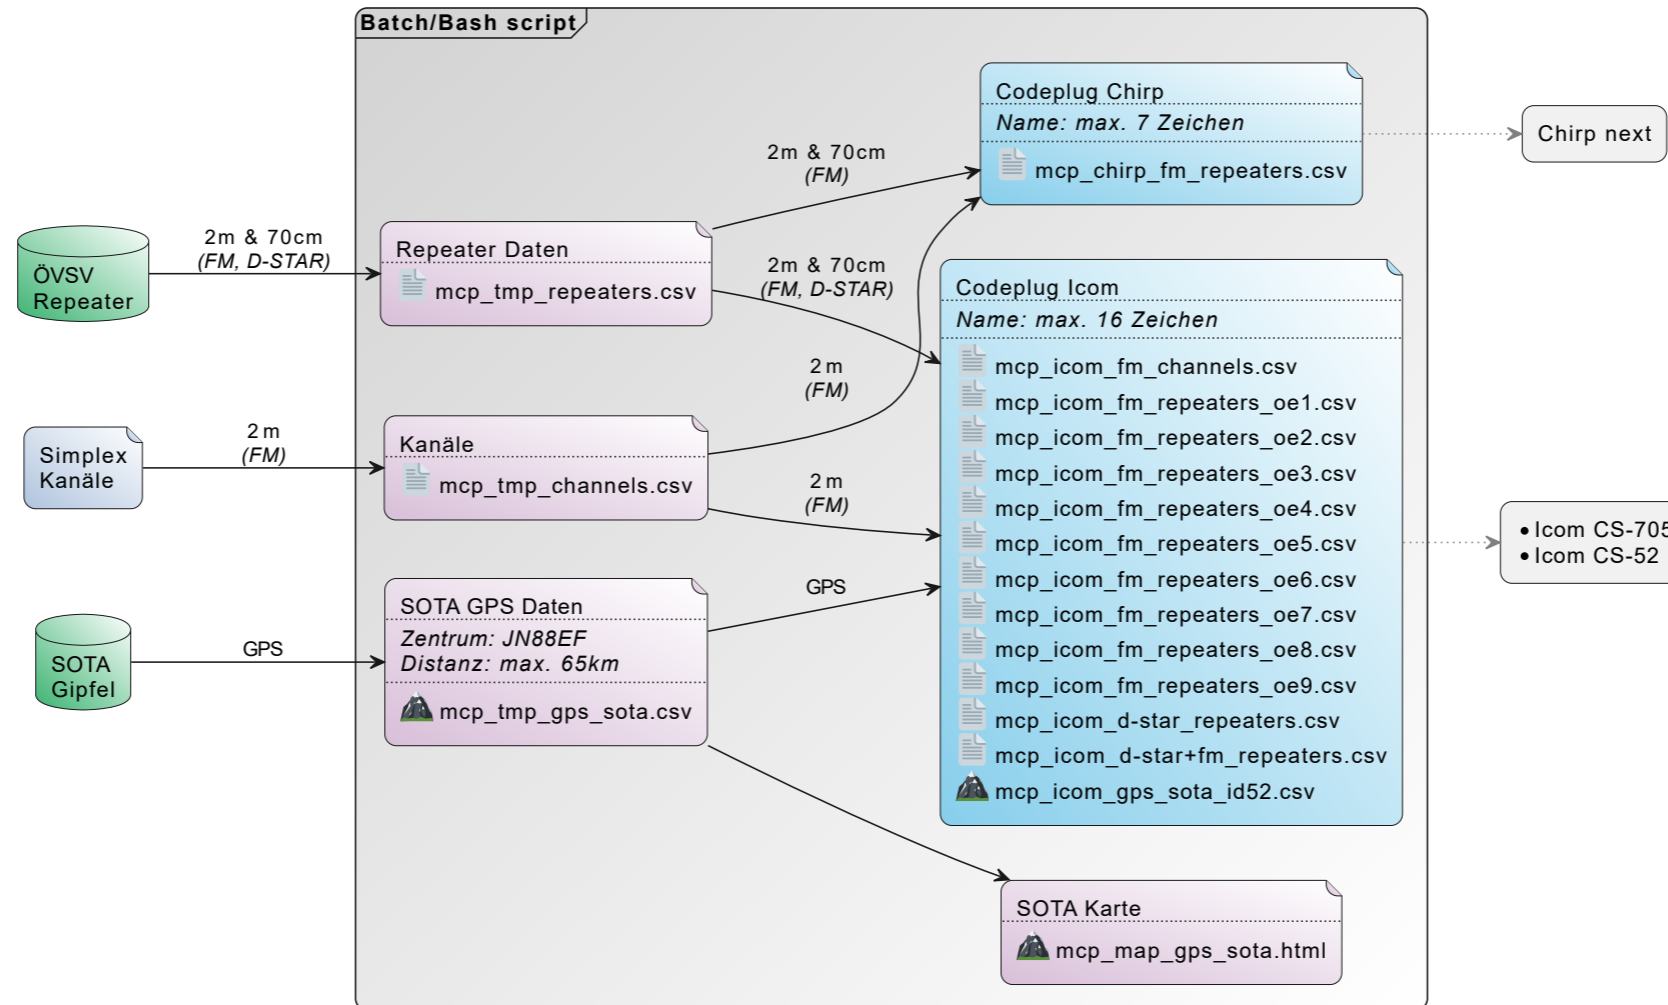 Batch/Bash script
Codeplug Chirp
Name: max. 7 Zeichen
mcp_chirp_fm_repeaters.csv
Chirp next
2m & 70cm
(FM)
ÖVSV
Repeater
2m & 70cm
(FM, D-STAR)
Repeater Daten
mcp_tmp_repeaters.csv
2m & 70cm
(FM, D-STAR)
Codeplug Icom
Name: max. 16 Zeichen
mcp_icom_fm_channels.csv
mcp_icom_fm_repeaters_oe1.csv
mcp_icom_fm_repeaters_oe2.csv
mcp_icom_fm_repeaters_oe3.csv
mcp_icom_fm_repeaters_oe4.csv
mcp_icom_fm_repeaters_oe5.csv
mcp_icom_fm_repeaters_oe6.csv
mcp_icom_fm_repeaters_oe7.csv
mcp_icom_fm_repeaters_oe8.csv
mcp_icom_fm_repeaters_oe9.csv
mcp_icom_d-star_repeaters.csv
mcp_icom_d-star+fm_repeaters.csv
mcp_icom_gps_sota_id52.csv
2m
(FM)
Simplex
Kanäle
2m
(FM)
Kanäle
mcp_tmp_channels.csv
2m
(FM)
• Icom CS-705
• Icom CS-52
SOTA
Gipfel
GPS
SOTA GPS Daten
Zentrum: JN88EF
Distanz: max. 65km
mcp_tmp_gps_sota.csv
GPS
SOTA Karte
mcp_map_gps_sota.html